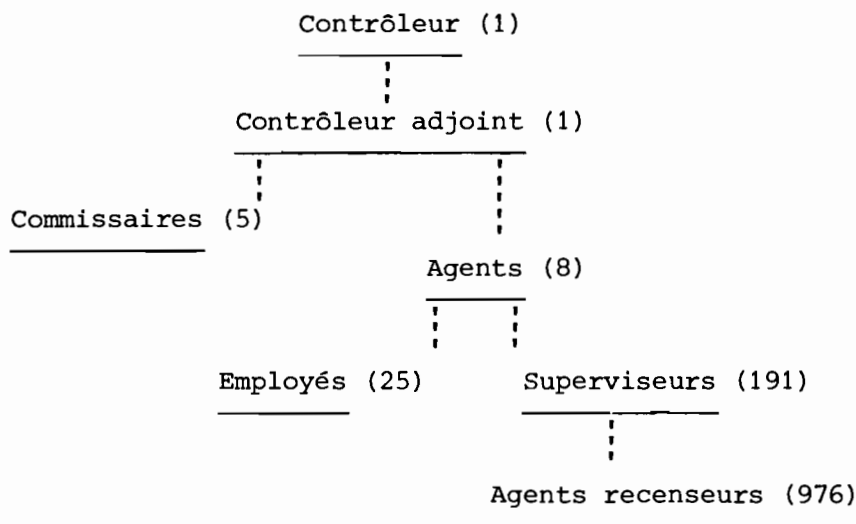 Contrôleur (1)
Contrôleur adjoint (1)
Commissaires (5)
Agents (8)
Employés (25) Superviseurs (191)
Agents recenseurs (976)